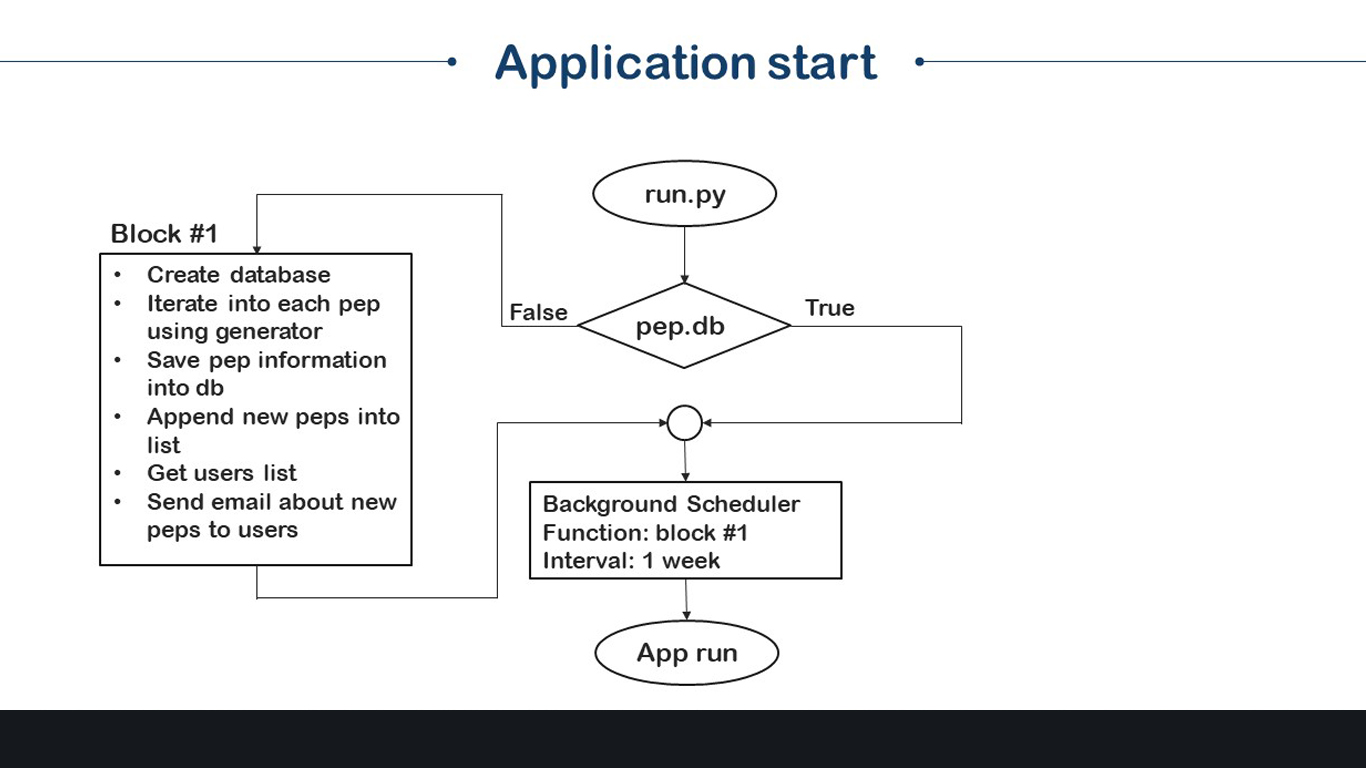 Application start
run.py
Block #1
• Create database
• Iterate into each pep
using generator
• Save pep information
into db
• Append new peps into
list
• Get users list
• Send email about new
peps to users
False
pep.db
True
Background Scheduler
Function: block #1
Interval: 1 week
App run